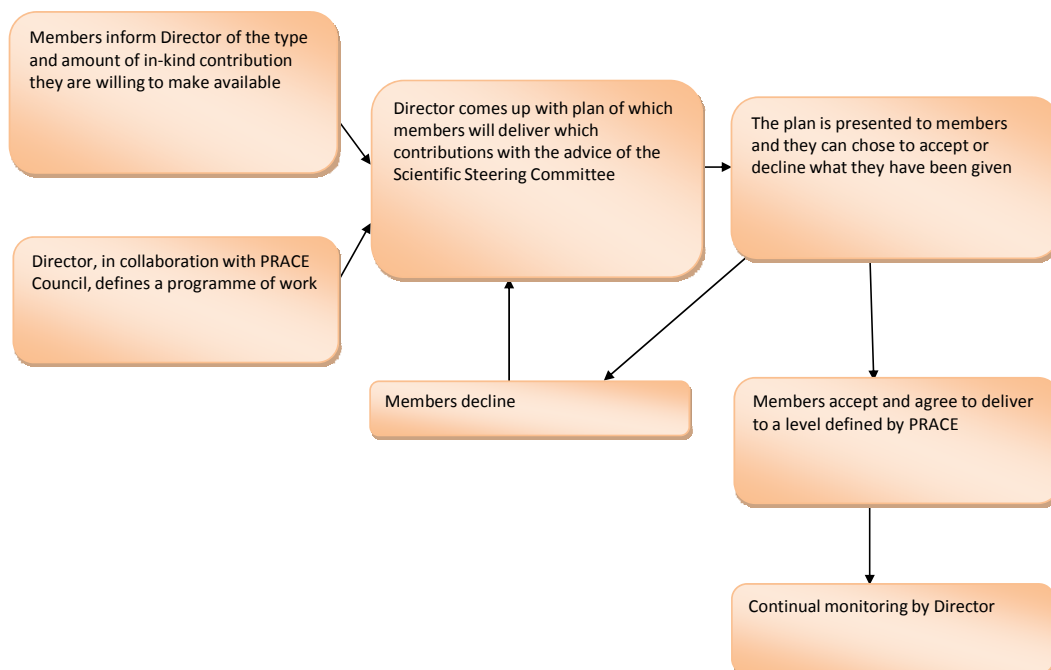 Members inform Director of the type
and amount of in-kind contribution
they are willing to make available
Director, in collaboration with PRACE
Council, defines a programme of work
Director comes up with plan of which
members will deliver which
contributions with the advice of the
Scientific Steering Committee
The plan is presented to members
and they can chose to accept or
decline what they have been given
Members decline
Members accept and agree to deliver
to a level defined by PRACE
Continual monitoring by Director